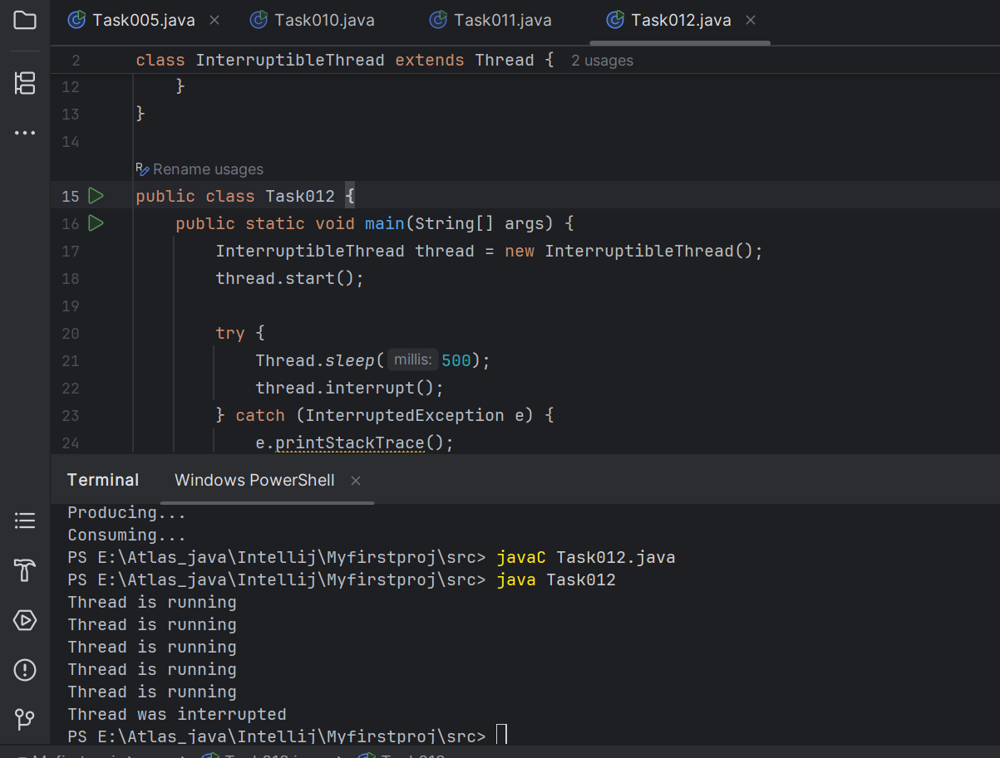 Task005.java Task010.java Task011.java Task012.java
2 class InterruptibleThread extends Thread { 2 usages
12 }
13 }
14
Rename usages
15 public class Task012 {
16 public static void main(String[] args) {
17 InterruptibleThread thread = new InterruptibleThread();
18 thread.start();
19
20 try {
21 Thread.sleep( millis: 500);
22 thread.interrupt();
23 } catch (InterruptedException e) {
24 e.printStackTrace();
Terminal Windows PowerShell
Producing...
Consuming...
PS E:\Atlas_java\Intellij\Myfirstproj\src> javaC Task012.java
PS E:\Atlas_java\Intellij\Myfirstproj\src> java Task012
Thread is running
Thread is running
Thread is running
Thread is running
Thread is running
Thread was interrupted
PS E:\Atlas_java\Intellij\Myfirstproj\src>